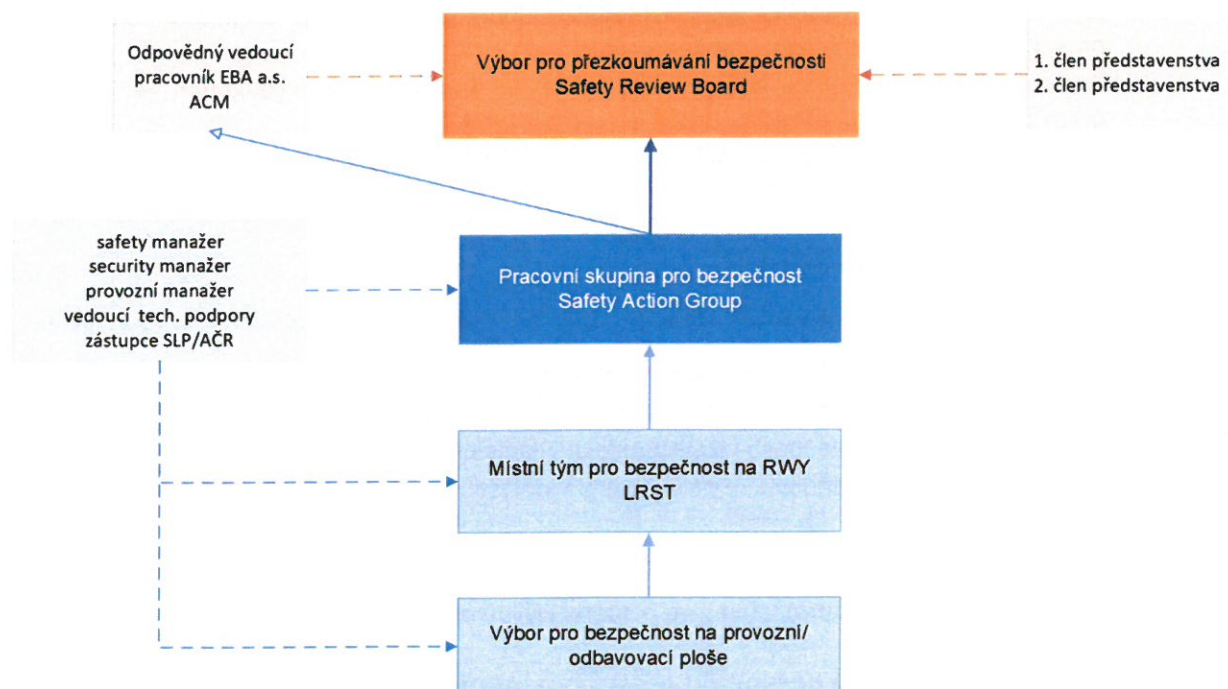 Odpovědný vedoucí
pracovník EBA a.s.
ACM
Výbor pro přezkoumávání bezpečnosti
Safety Review Board
1. člen představenstva
2. člen představenstva
safety manažer
security manažer
provozní manažer
vedoucí tech. podpory
zástupce SLP/AČR
Pracovní skupina pro bezpečnost
Safety Action Group
Místní tým pro bezpečnost na RWY
LRST
Výbor pro bezpečnost na provozní/
odbavovací ploše